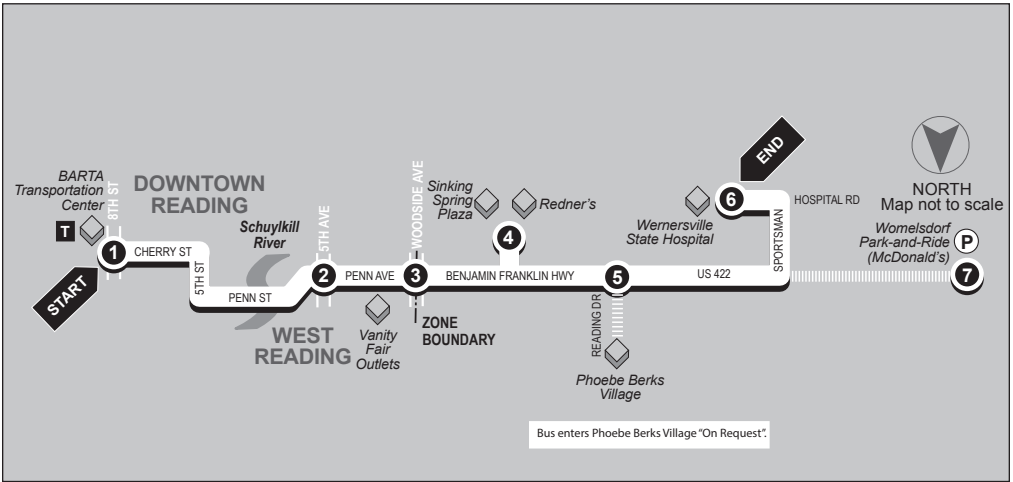 BARTA
Transportation
Center
T
8TH ST
DOWNTOWN
READING
1
CHERRY ST
START
5TH ST
Schuylkill
River
PENN ST
WEST
READING
5TH AVE
2
PENN AVE
Vanity
Fair
Outlets
WOODSIDE AVE
3
ZONE
BOUNDARY
Sinking
Spring
Plaza
Redner's
4
BENJAMIN FRANKLIN HWY
5
READING DR
Phoebe Berks
Village
Bus enters Phoebe Berks Village “On Request”.
US 422
Wernersville
State Hospital
6
END
HOSPITAL RD
SPORTSMAN
NORTH
Map not to scale
Womelsdorf
Park-and-Ride
(McDonald's)
P
7